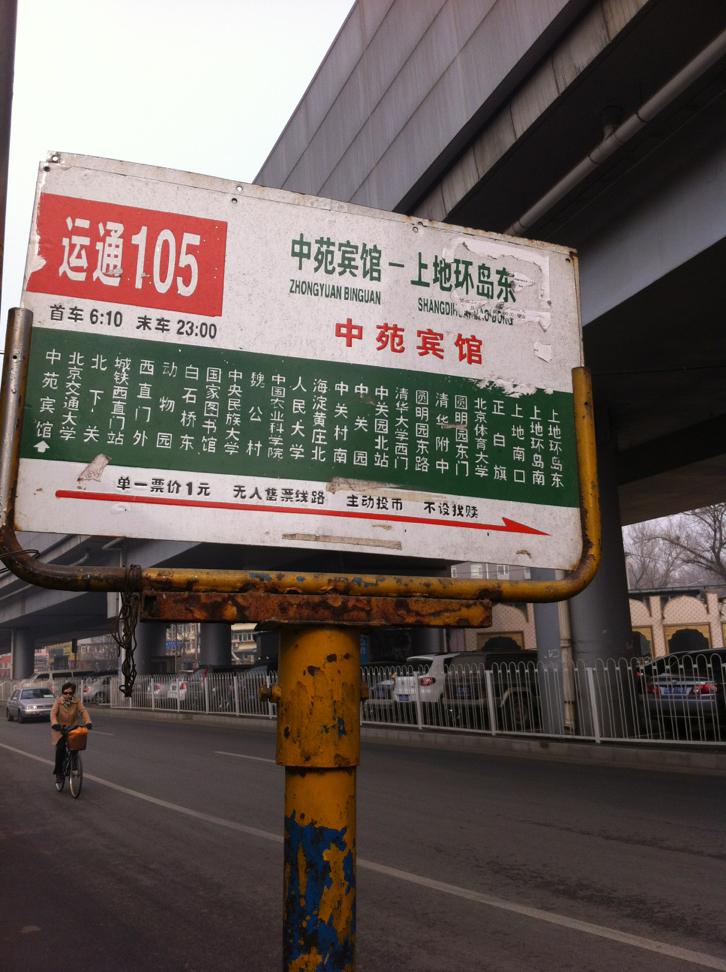 运通105
中苑宾馆－上地环岛东
ZHONGYUAN BINGUAN
首车 6:10 末车 23:00
中苑宾馆
中苑宾馆
北京交通大学
北下关
城铁西直门站
西直门外
动物园
白石桥东
国家图书馆
中央民族大学
魏公村
中国农业科学院
人民大学
海淀黄庄北
中关村南
中关园
中关园北站
清华大学西门
圆明园东路
清华附中
圆明园东门
北京体育大学
正白旗
上地南口
上地环岛南
上地环岛东
单一票价1元 无人售票线路 主动投币 不设找赎